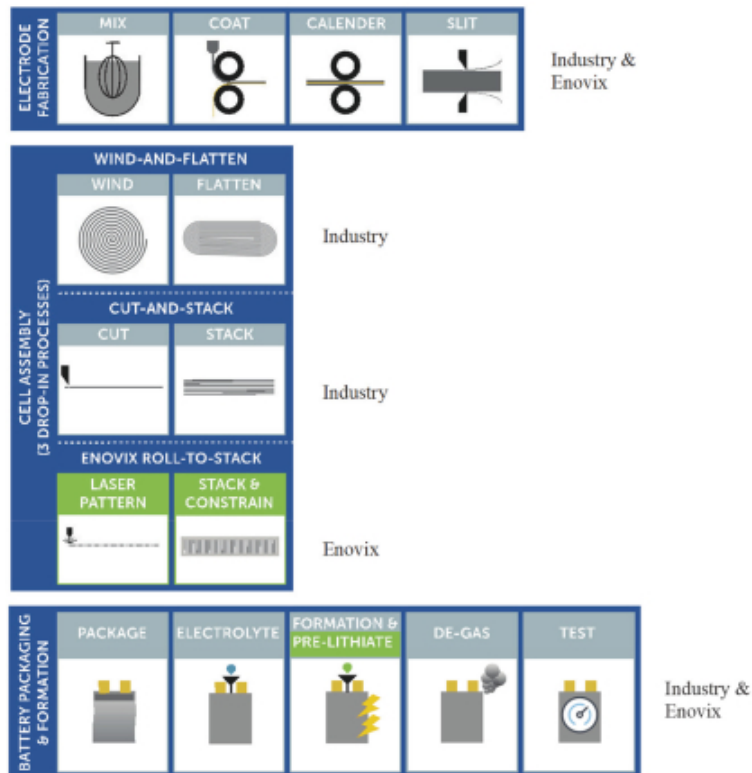 ELECTRODE
FABRICATION
MIX
COAT
CALENDER
SLIT
Industry &
Enovix
CELL ASSEMBLY
(3 DROP-IN PROCESSES)
WIND-AND-FLATTEN
WIND
FLATTEN
Industry
CUT-AND-STACK
CUT
STACK
Industry
ENOVIX ROLL-TO-STACK
LASER
PATTERN
STACK &
CONSTRAIN
Enovix
BATTERY PACKAGING
& FORMATION
PACKAGE
ELECTROLYTE
FORMATION &
PRE-LITHIATE
DE-GAS
TEST
Industry &
Enovix